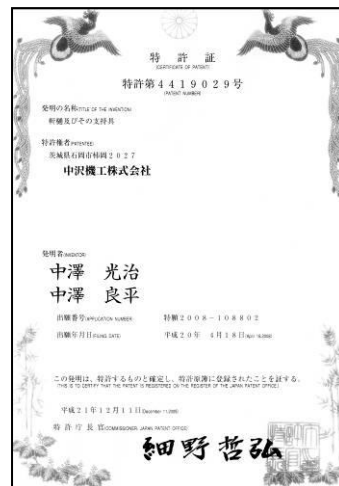 特許証
(CERTIFICATE OF PATENT)
特許第4419029号
(PATENT NUMBER)
発明の名称(TITLE OF THE INVENTION)
軒樋及びその支持具
特許権者(PATENTEE)
茨城県石岡市柿岡2027
中沢機工株式会社
発明者(INVENTOR)
中澤 光治
中澤 良平
出願番号(APPLICATION NUMBER) 特願2008-108802
出願年月日(FILING DATE) 平成20年 4月18日(April 18,2008)
この発明は、特許するものと確定し、特許原簿に登録されたことを証する。
(THIS IS TO CERTIFY THAT THE PATENT IS REGISTERED ON THE REGISTER OF THE JAPAN PATENT OFFICE.)
平成21年12月11日(December 11,2009)
特許庁長官(COMMISSIONER, JAPAN PATENT OFFICE)
細野哲弘